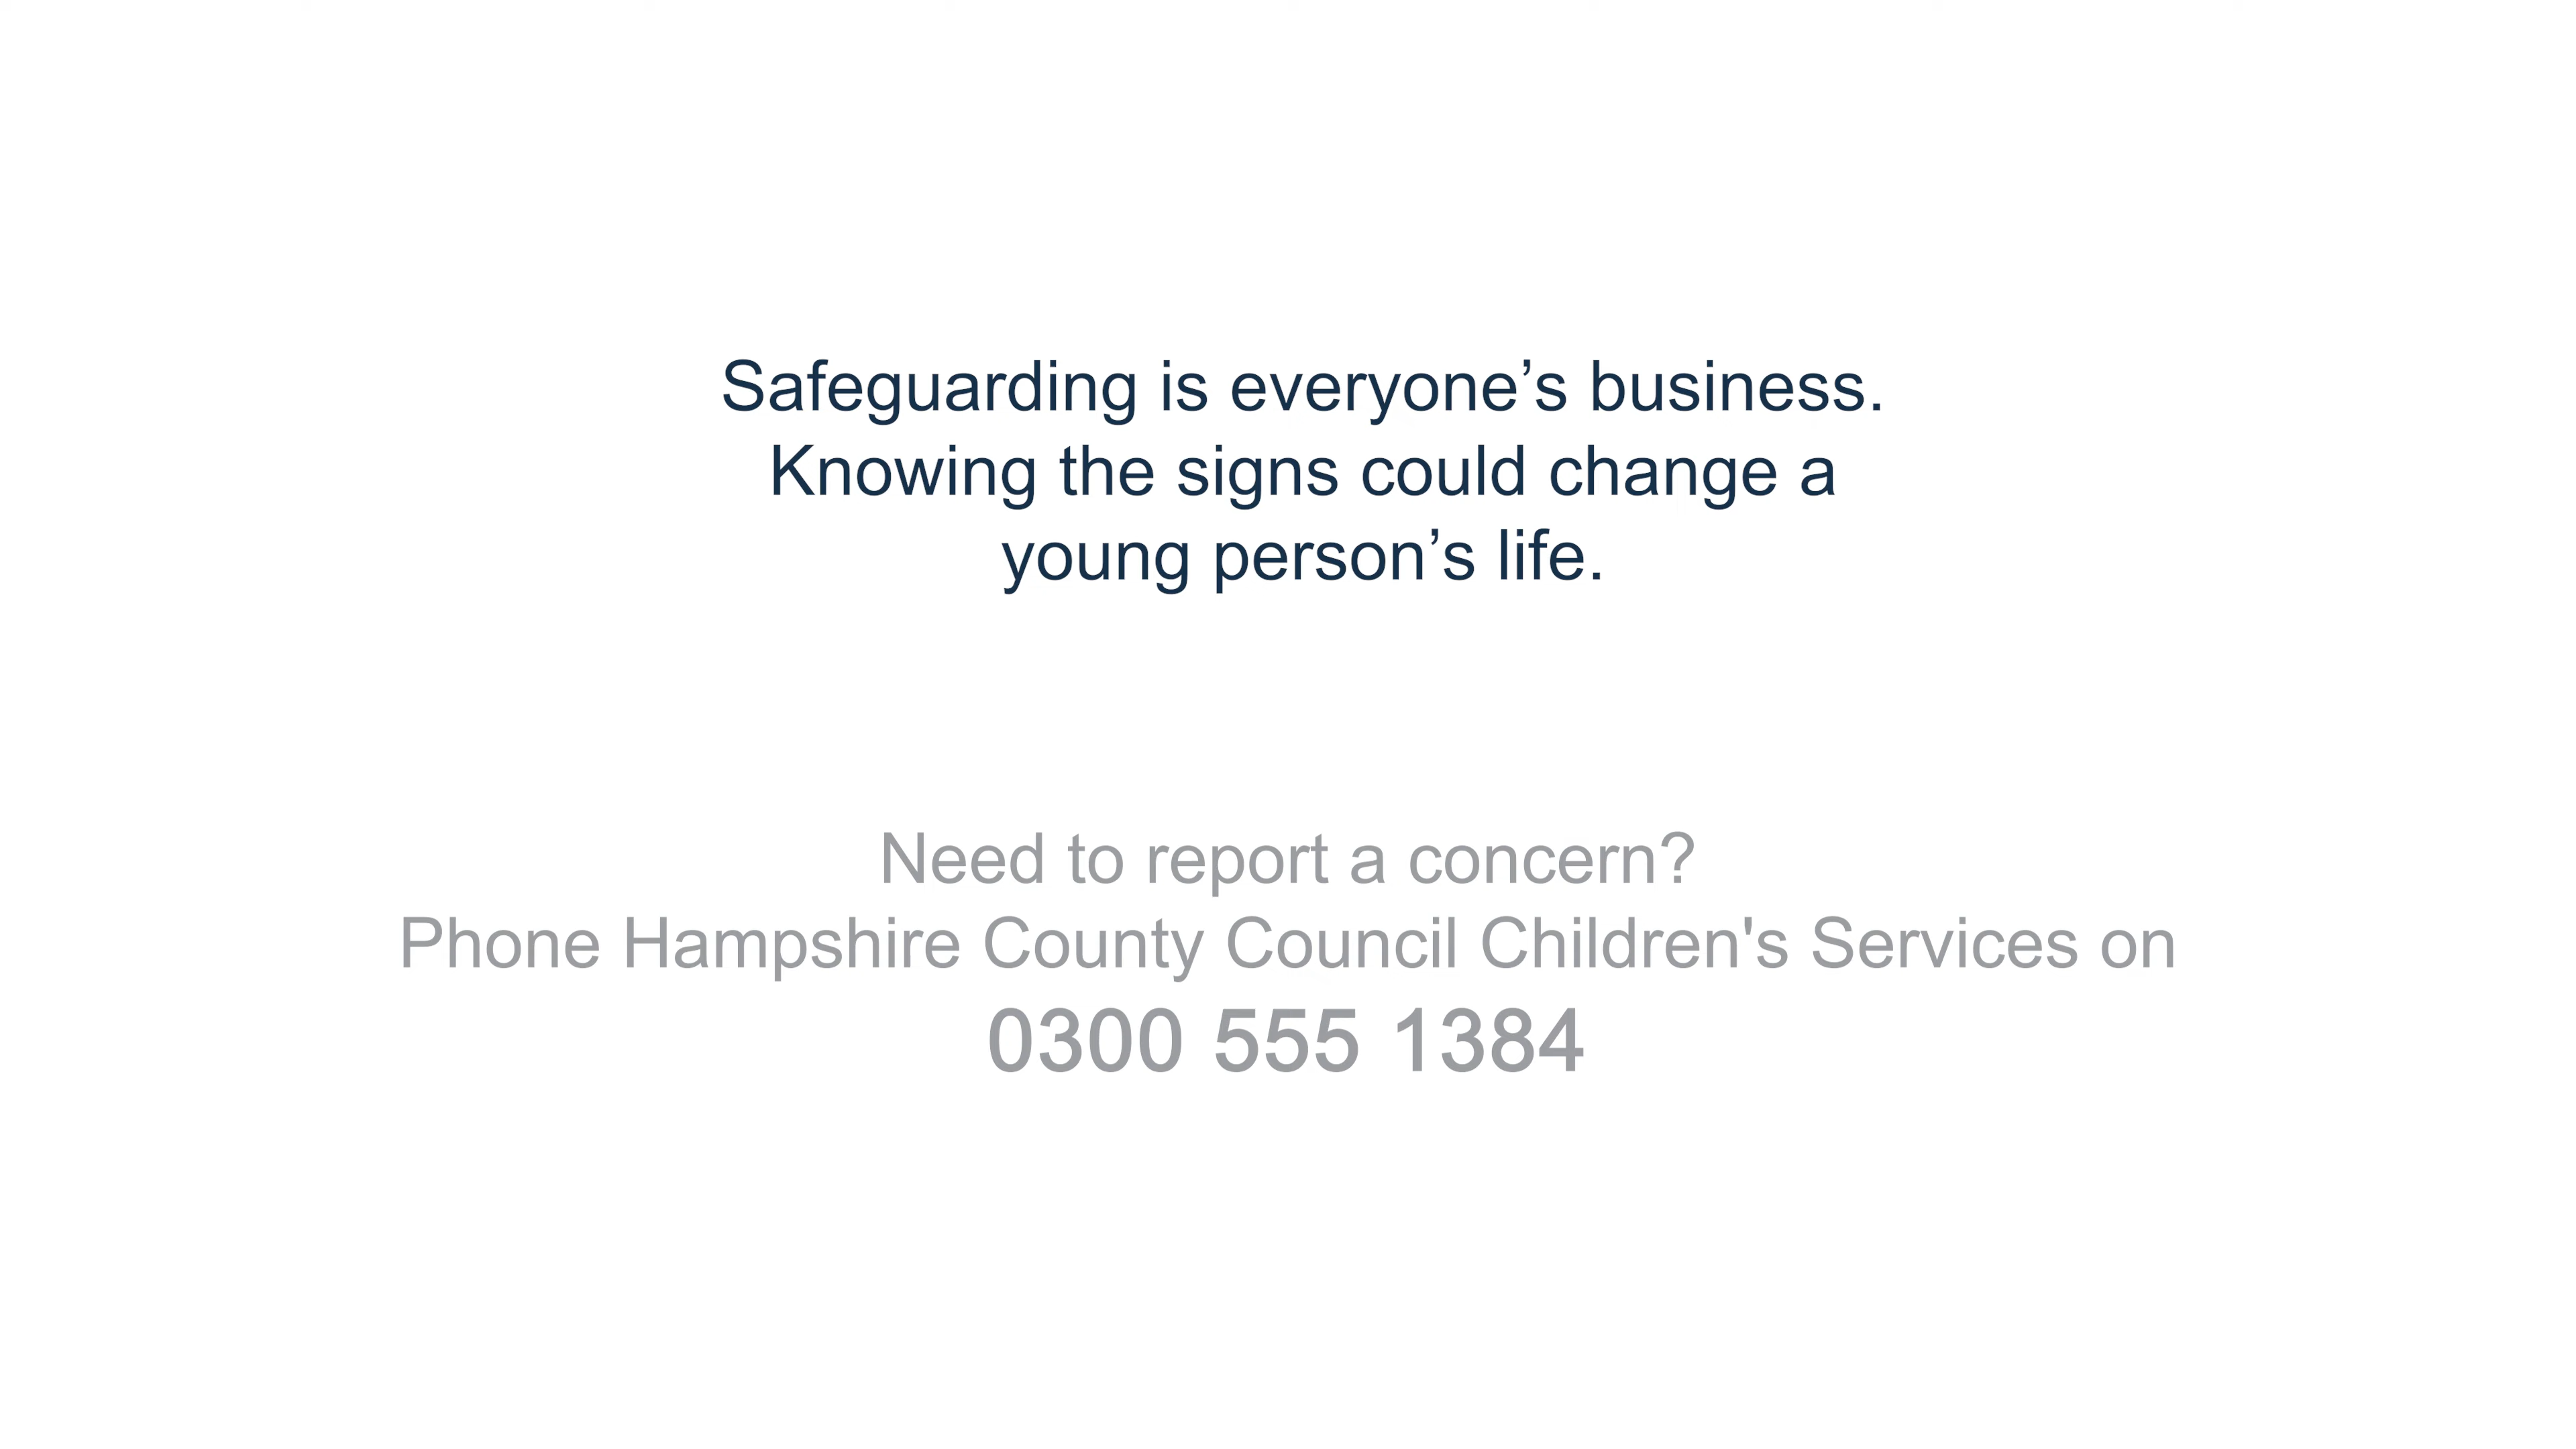 Safeguarding is everyone’s business.
Knowing the signs could change a
young person’s life.
Need to report a concern?
Phone Hampshire County Council Children's Services on
0300 555 1384